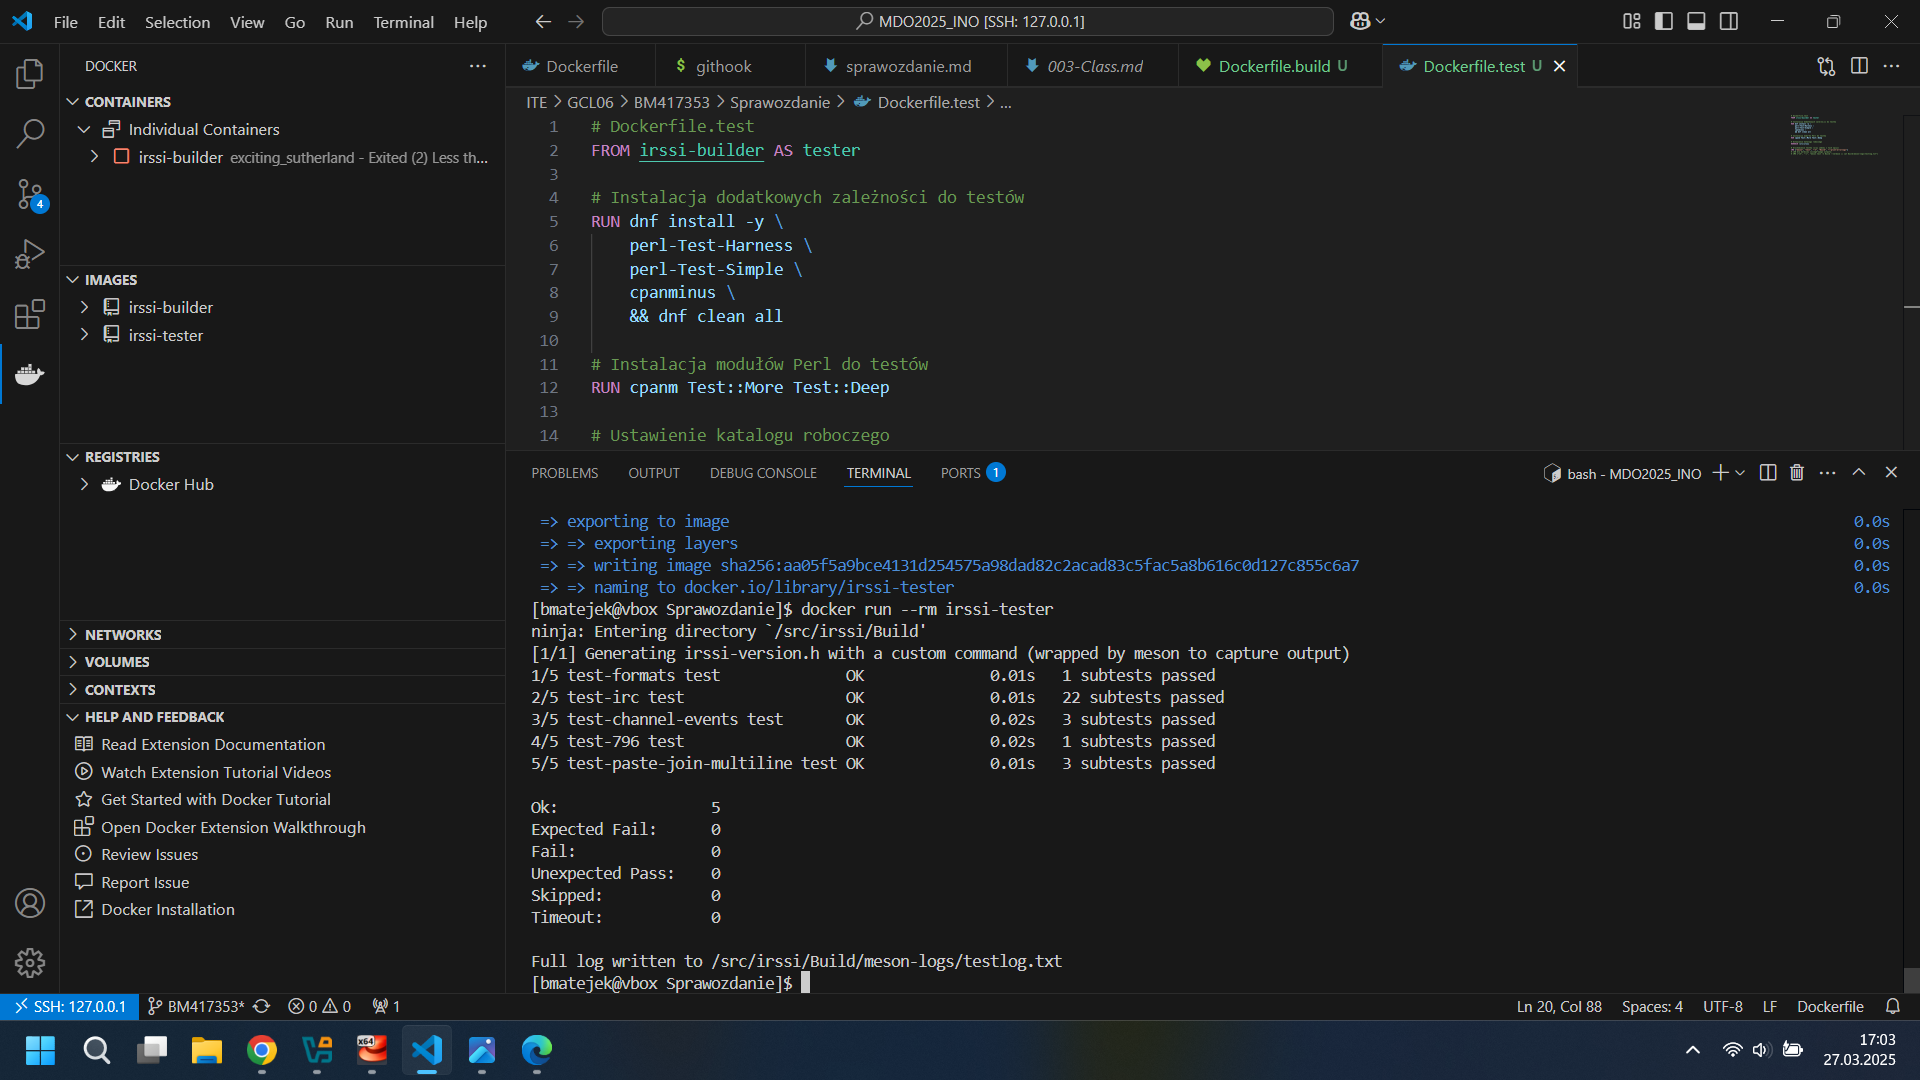 File Edit Selection View Go Run Terminal Help
MDO2025_INO [SSH: 127.0.0.1]
DOCKER
CONTAINERS
Individual Containers
irssi-builder exciting_sutherland - Exited (2) Less th...
IMAGES
irssi-builder
irssi-tester
REGISTRIES
Docker Hub
NETWORKS
VOLUMES
CONTEXTS
HELP AND FEEDBACK
Read Extension Documentation
Watch Extension Tutorial Videos
Get Started with Docker Tutorial
Open Docker Extension Walkthrough
Review Issues
Report Issue
Docker Installation
4
Dockerfile
$ githook
sprawozdanie.md
003-Class.md
Dockerfile.build U
Dockerfile.test U
ITE > GCL06 > BM417353 > Sprawozdanie > Dockerfile.test > ...
1 # Dockerfile.test
2 FROM irssi-builder AS tester
3
4 # Instalacja dodatkowych zależności do testów
5 RUN dnf install -y \
6 perl-Test-Harness \
7 perl-Test-Simple \
8 cpanminus \
9 && dnf clean all
10
11 # Instalacja modułów Perl do testów
12 RUN cpanm Test::More Test::Deep
13
14 # Ustawienie katalogu roboczego
PROBLEMS OUTPUT DEBUG CONSOLE TERMINAL PORTS 1
bash - MDO2025_INO
=> exporting to image 0.0s
=> => exporting layers 0.0s
=> => writing image sha256:aa05f5a9bce4131d254575a98dad82c2acad83c5fac5a8b616c0d127c855c6a7 0.0s
=> => naming to docker.io/library/irssi-tester 0.0s
[bmatejek@vbox Sprawozdanie]$ docker run --rm irssi-tester
ninja: Entering directory `/src/irssi/Build'
[1/1] Generating irssi-version.h with a custom command (wrapped by meson to capture output)
1/5 test-formats test OK 0.01s 1 subtests passed
2/5 test-irc test OK 0.01s 22 subtests passed
3/5 test-channel-events test OK 0.02s 3 subtests passed
4/5 test-796 test OK 0.02s 1 subtests passed
5/5 test-paste-join-multiline test OK 0.01s 3 subtests passed
Ok: 5
Expected Fail: 0
Fail: 0
Unexpected Pass: 0
Skipped: 0
Timeout: 0
Full log written to /src/irssi/Build/meson-logs/testlog.txt
[bmatejek@vbox Sprawozdanie]$
SSH: 127.0.0.1 BM417353* 0 0 1
Ln 20, Col 88 Spaces: 4 UTF-8 LF Dockerfile
x64
17:03
27.03.2025